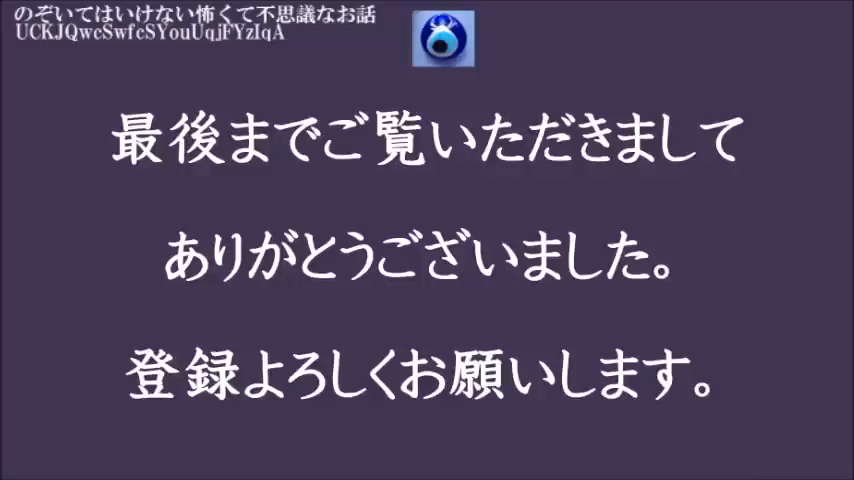 のぞいてはいけない怖くて不思議なお話
UCKJQwcSwfcSYouUqjFYzIqA
最後までご覧いただきまして
ありがとうございました。
登録よろしくお願いします。